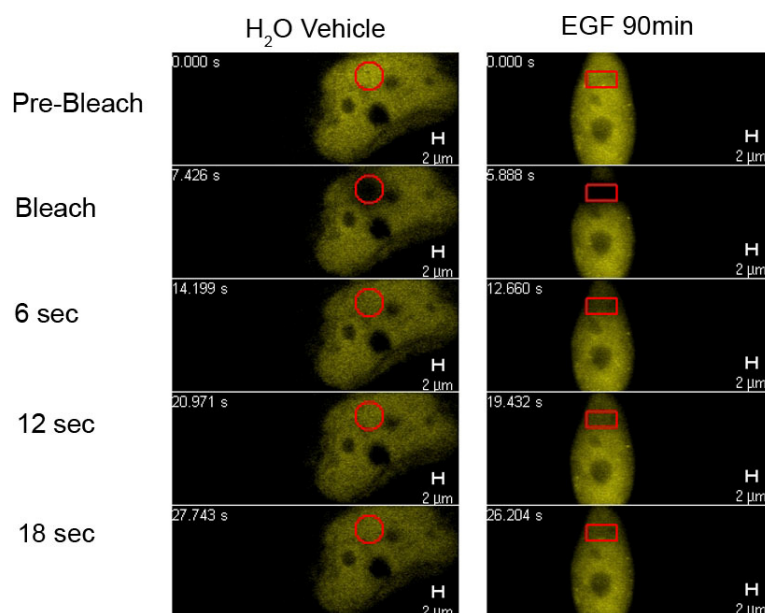 H₂O Vehicle EGF 90min
Pre-Bleach 0.000 s 0.000 s
H H
2 µm 2 µm
Bleach 7.426 s 5.888 s
H H
2 µm 2 µm
6 sec 14.199 s 12.660 s
H H
2 µm 2 µm
12 sec 20.971 s 19.432 s
H H
2 µm 2 µm
18 sec 27.743 s 26.204 s
H H
2 µm 2 µm